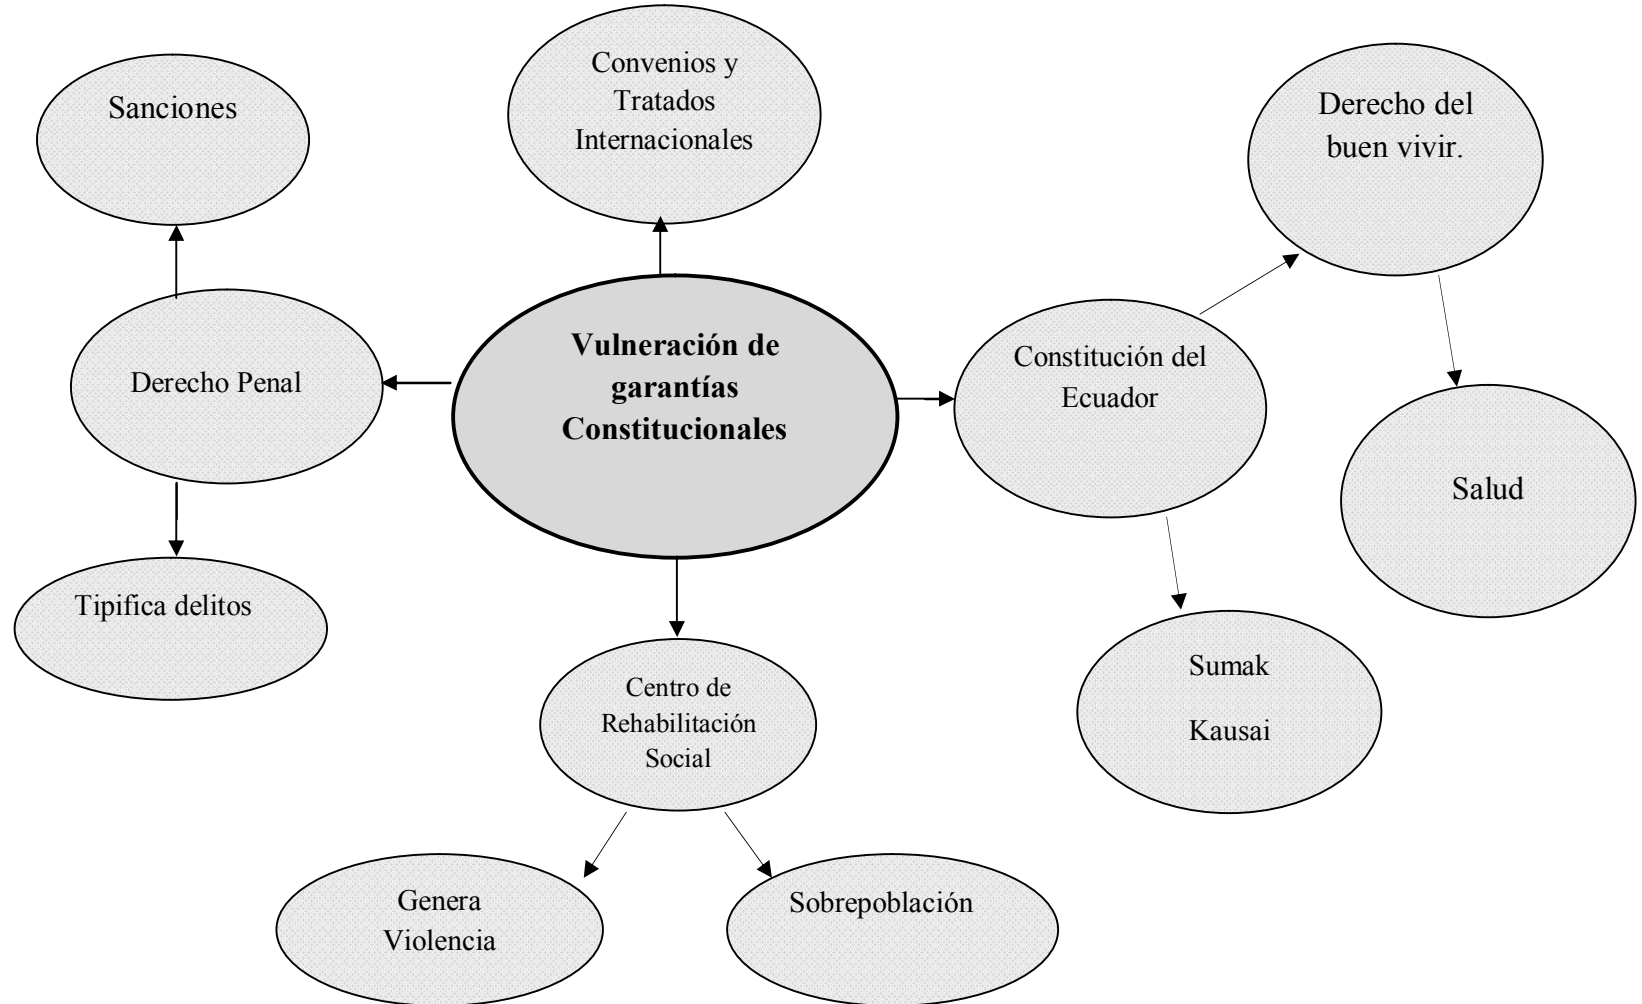 Sanciones
Convenios y
Tratados
Internacionales
Derecho del
buen vivir.
Derecho Penal
Vulneración de
garantías
Constitucionales
Constitución del
Ecuador
Salud
Tipifica delitos
Centro de
Rehabilitación
Social
Sumak
Kausai
Genera
Violencia
Sobrepoblación